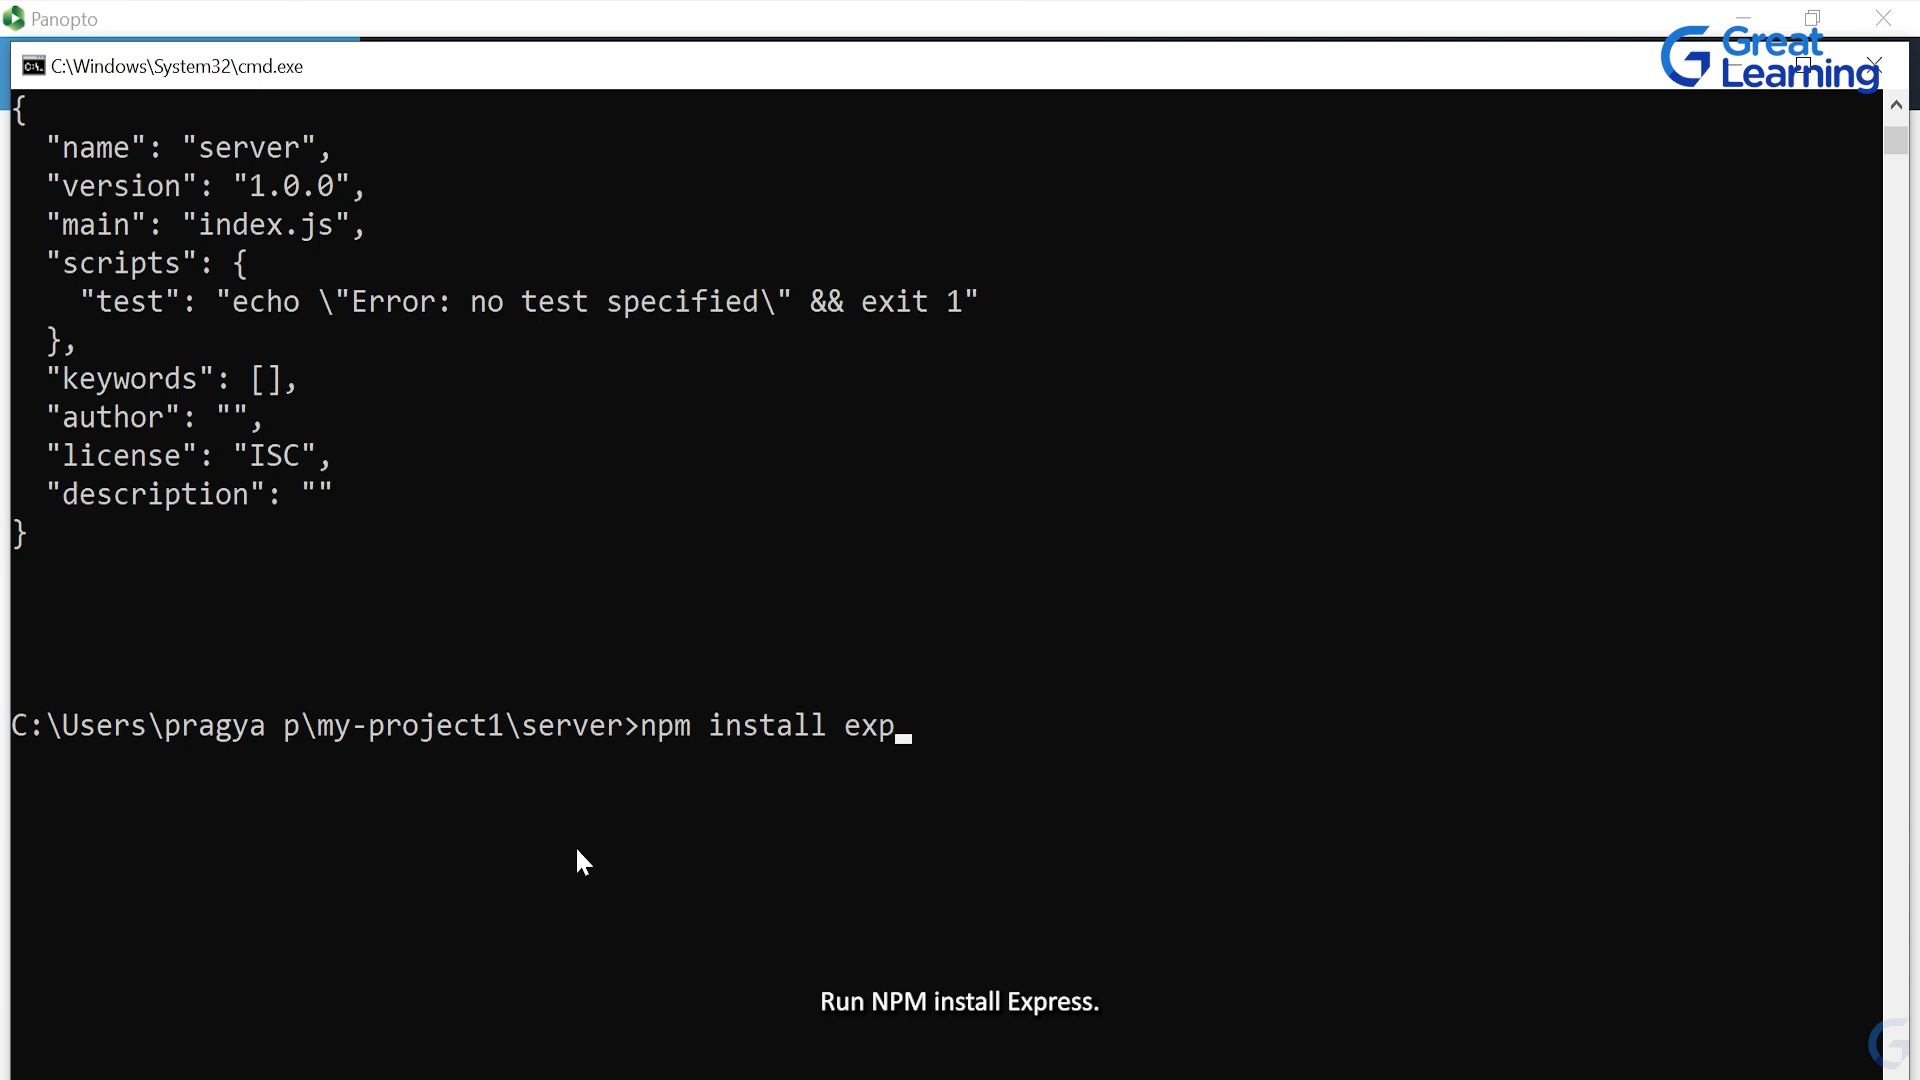 Panopto
C:\Windows\System32\cmd.exe
Great
Learning
{
  "name": "server",
  "version": "1.0.0",
  "main": "index.js",
  "scripts": {
    "test": "echo \"Error: no test specified\" && exit 1"
  },
  "keywords": [],
  "author": "",
  "license": "ISC",
  "description": ""
}
C:\Users\pragya p\my-project1\server>npm install exp_
Run NPM install Express.